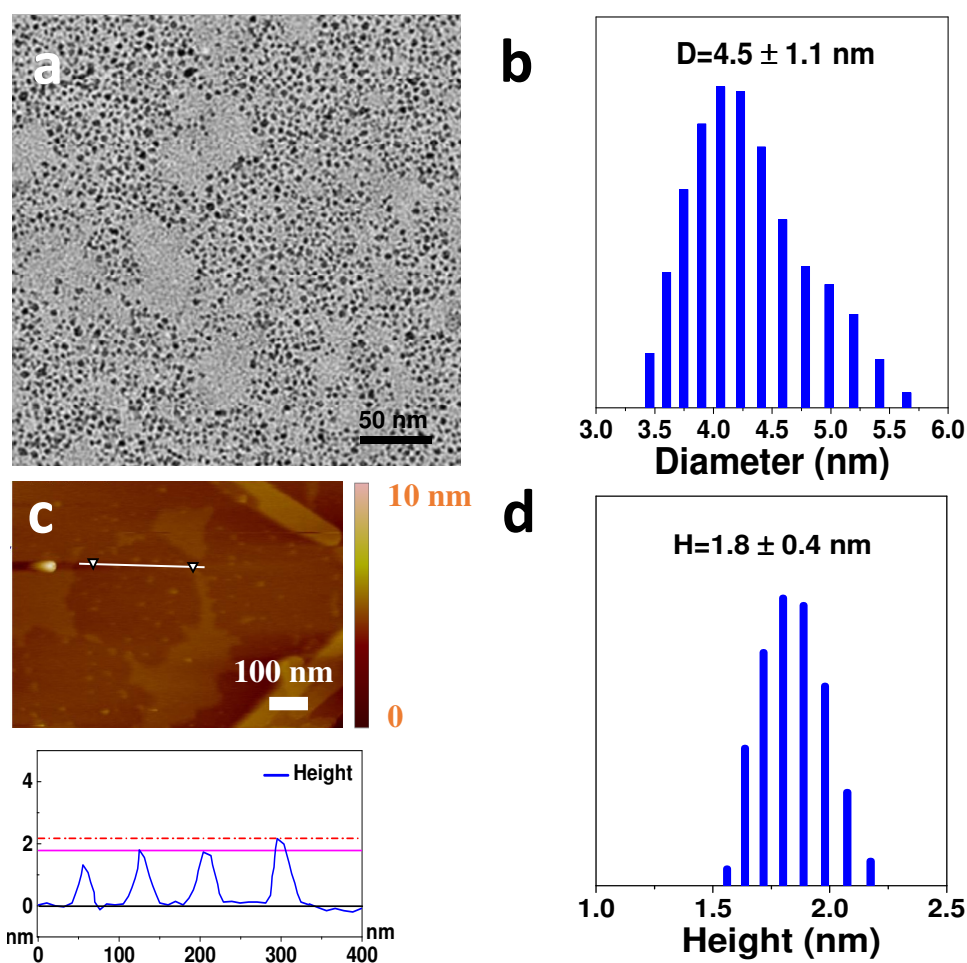 a
50 nm
b
D=4.5 ± 1.1 nm
3.0 3.5 4.0 4.5 5.0 5.5 6.0
Diameter (nm)
c
10 nm
100 nm
0
4
2
0
nm
Height
nm
0 100 200 300 400
d
H=1.8 ± 0.4 nm
1.0 1.5 2.0 2.5
Height (nm)